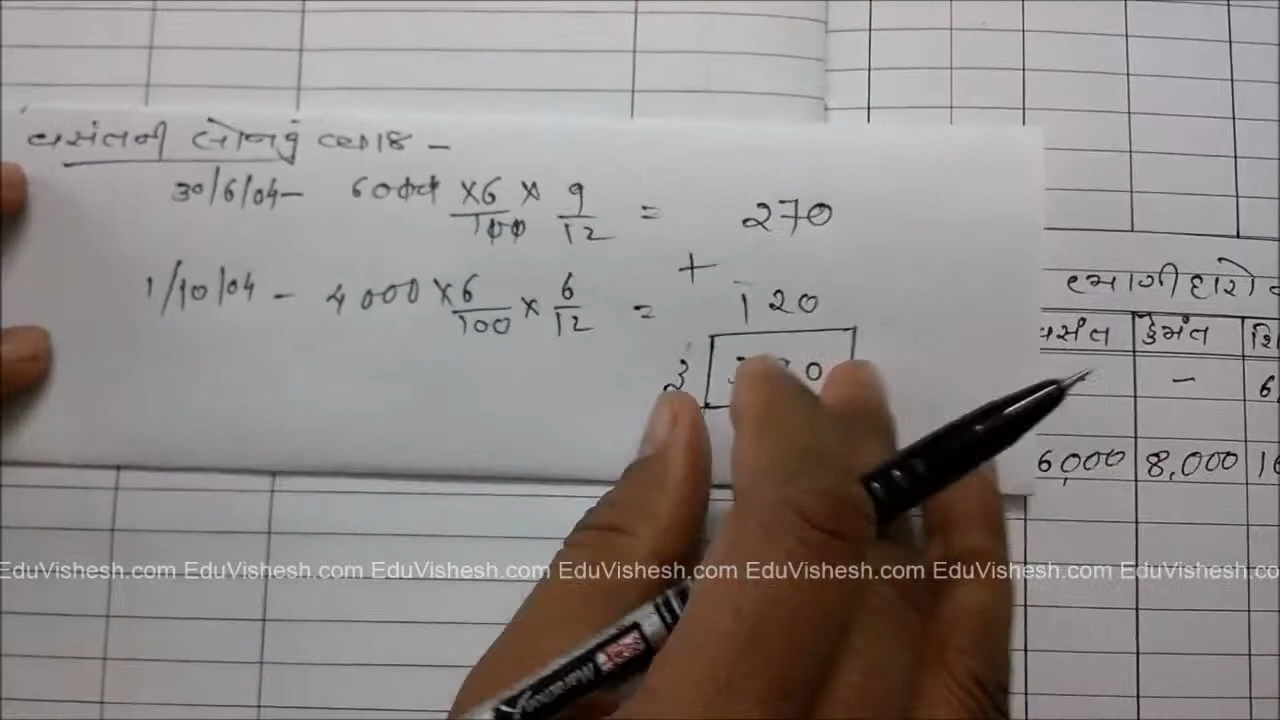 વસંતની લોનનું વ્યાજ -
30/6/04 - 6000 × 6/100 × 9/12 = 270
+
1/10/04 - 4000 × 6/100 × 6/12 = 120
ભાગીદારો
વસંત હેમંત શિ
- 6
6,000 8,000 1
EduVishesh.com EduVishesh.com EduVishesh.com EduVishesh.com EduVishesh.com EduVishesh.com EduVishesh